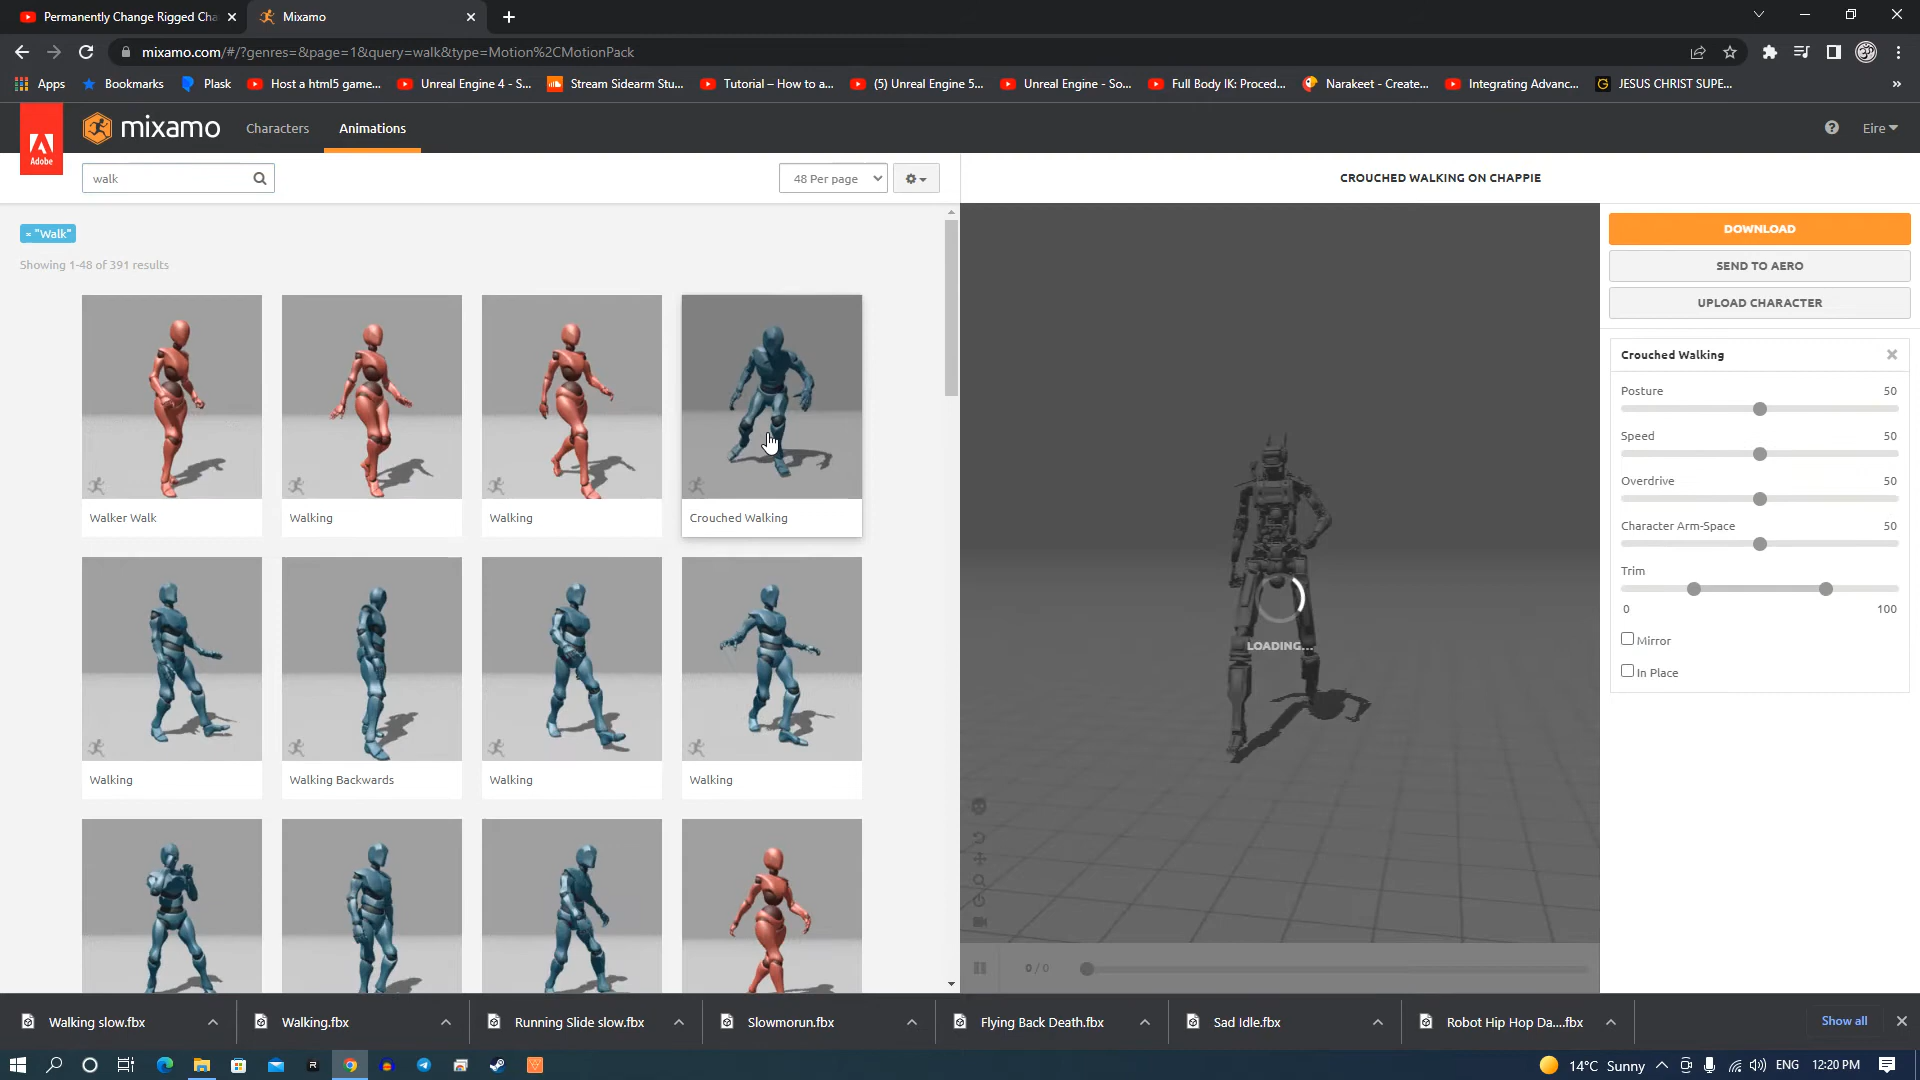 Permanently Change Rigged Cha
Mixamo
mixamo.com/#/?genres=&page=1&query=walk&type=Motion%2CMotionPack
Apps
Bookmarks
Plask
Host a html5 game...
Unreal Engine 4 - S...
Stream Sidearm Stu...
Tutorial – How to a...
(5) Unreal Engine 5...
Unreal Engine - So...
Full Body IK: Proced...
Narakeet - Create...
Integrating Advanc...
JESUS CHRIST SUPE...
»
Adobe
mixamo
Characters
Animations
Eire
walk
48 Per page
CROUCHED WALKING ON CHAPPIE
× "Walk"
Showing 1-48 of 391 results
Walker Walk
Walking
Walking
Crouched Walking
Walking
Walking Backwards
Walking
Walking
LOADING...
0 / 0
DOWNLOAD
SEND TO AERO
UPLOAD CHARACTER
Crouched Walking
Posture 50
Speed 50
Overdrive 50
Character Arm-Space 50
Trim
0 100
Mirror
In Place
Walking slow.fbx
Walking.fbx
Running Slide slow.fbx
Slowmorun.fbx
Flying Back Death.fbx
Sad Idle.fbx
Robot Hip Hop Da....fbx
Show all
14°C Sunny
ENG
12:20 PM